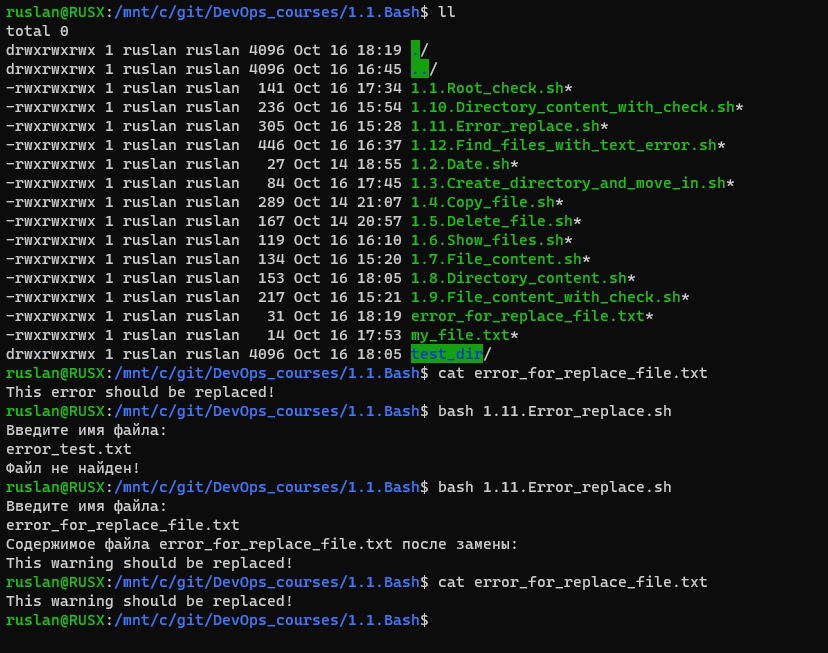 ruslan@RUSX:/mnt/c/git/DevOps_courses/1.1.Bash$ ll
total 0
drwxrwxrwx 1 ruslan ruslan 4096 Oct 16 18:19 ./
drwxrwxrwx 1 ruslan ruslan 4096 Oct 16 16:45 ../
-rwxrwxrwx 1 ruslan ruslan  141 Oct 16 17:34 1.1.Root_check.sh*
-rwxrwxrwx 1 ruslan ruslan  236 Oct 16 15:54 1.10.Directory_content_with_check.sh*
-rwxrwxrwx 1 ruslan ruslan  305 Oct 16 15:28 1.11.Error_replace.sh*
-rwxrwxrwx 1 ruslan ruslan  446 Oct 16 16:37 1.12.Find_files_with_text_error.sh*
-rwxrwxrwx 1 ruslan ruslan   27 Oct 14 18:55 1.2.Date.sh*
-rwxrwxrwx 1 ruslan ruslan   84 Oct 16 17:45 1.3.Create_directory_and_move_in.sh*
-rwxrwxrwx 1 ruslan ruslan  289 Oct 14 21:07 1.4.Copy_file.sh*
-rwxrwxrwx 1 ruslan ruslan  167 Oct 14 20:57 1.5.Delete_file.sh*
-rwxrwxrwx 1 ruslan ruslan  119 Oct 16 16:10 1.6.Show_files.sh*
-rwxrwxrwx 1 ruslan ruslan  134 Oct 16 15:20 1.7.File_content.sh*
-rwxrwxrwx 1 ruslan ruslan  153 Oct 16 18:05 1.8.Directory_content.sh*
-rwxrwxrwx 1 ruslan ruslan  217 Oct 16 15:21 1.9.File_content_with_check.sh*
-rwxrwxrwx 1 ruslan ruslan   31 Oct 16 18:19 error_for_replace_file.txt*
-rwxrwxrwx 1 ruslan ruslan   14 Oct 16 17:53 my_file.txt*
drwxrwxrwx 1 ruslan ruslan 4096 Oct 16 18:05 test_dir/
ruslan@RUSX:/mnt/c/git/DevOps_courses/1.1.Bash$ cat error_for_replace_file.txt
This error should be replaced!
ruslan@RUSX:/mnt/c/git/DevOps_courses/1.1.Bash$ bash 1.11.Error_replace.sh
Введите имя файла:
error_test.txt
Файл не найден!
ruslan@RUSX:/mnt/c/git/DevOps_courses/1.1.Bash$ bash 1.11.Error_replace.sh
Введите имя файла:
error_for_replace_file.txt
Содержимое файла error_for_replace_file.txt после замены:
This warning should be replaced!
ruslan@RUSX:/mnt/c/git/DevOps_courses/1.1.Bash$ cat error_for_replace_file.txt
This warning should be replaced!
ruslan@RUSX:/mnt/c/git/DevOps_courses/1.1.Bash$